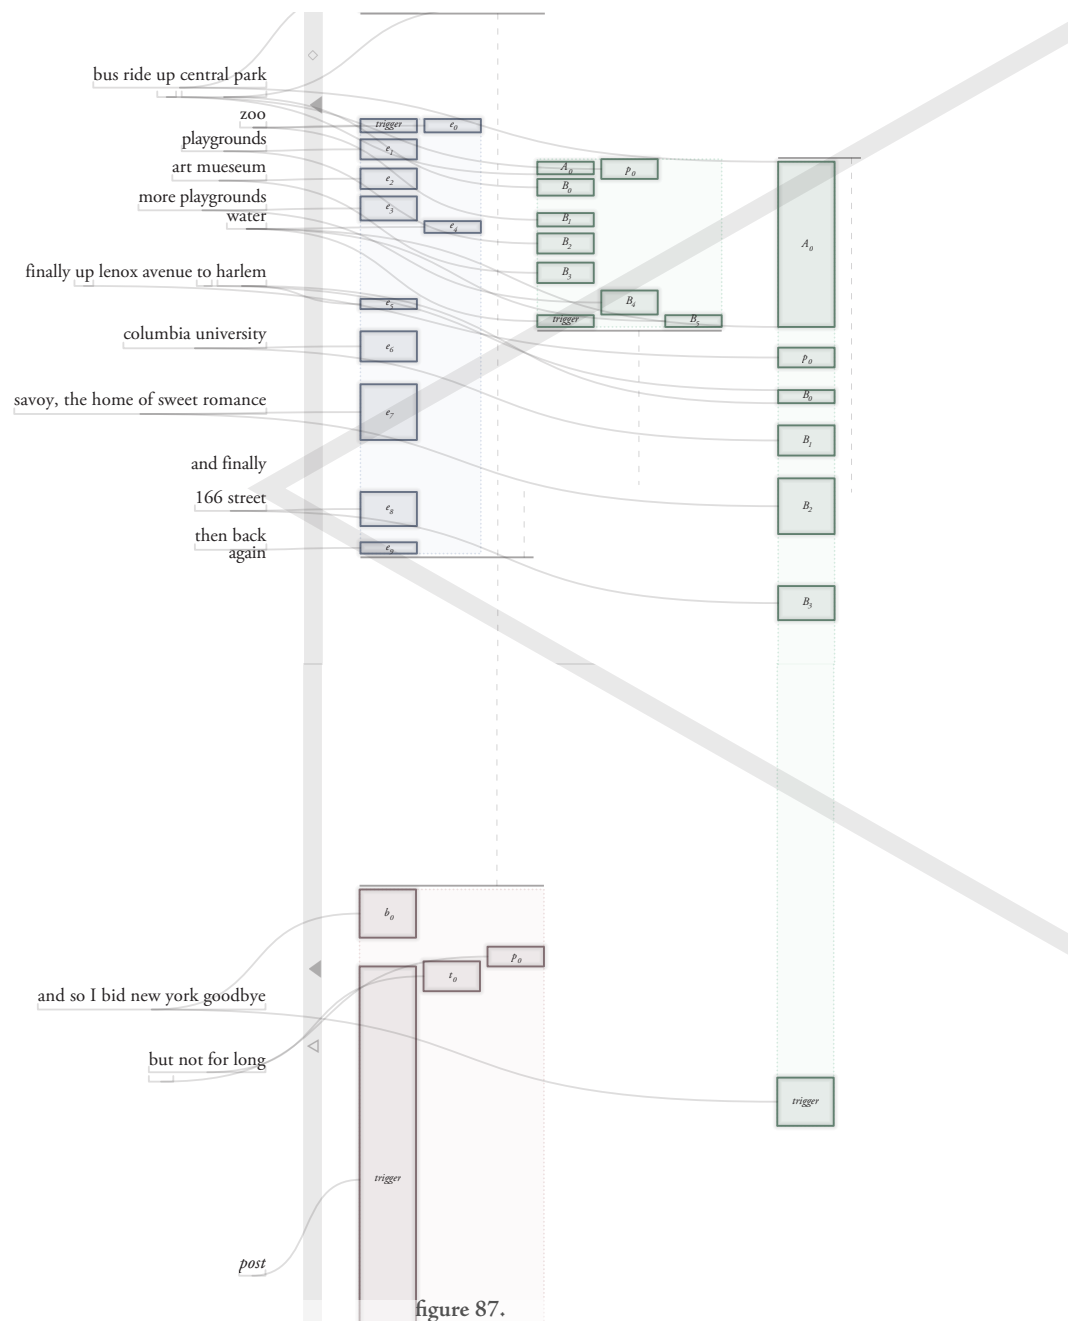 bus ride up central park
zoo
trigger
e0
playgrounds
e1
A0
p0
art mueseum
e2
B0
more playgrounds
e3
water
e4
B1
B2
A0
finally up lenox avenue to harlem
B3
e5
B4
trigger
B5
columbia university
e6
p0
savoy, the home of sweet romance
e7
B0
B1
and finally
166 street
e8
B2
then back
again
e9
B3
b0
p0
t0
and so I bid new york goodbye
but not for long
trigger
trigger
post
figure 87.